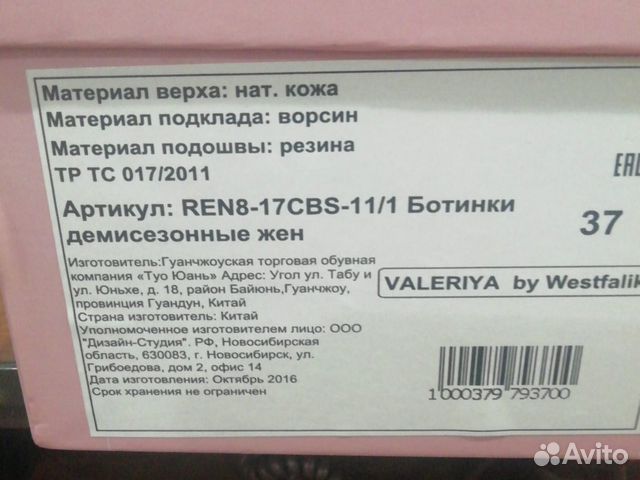 Материал верха: нат. кожа
Материал подклада: ворсин
Материал подошвы: резина
ТР ТС 017/2011
EAC
Артикул: REN8-17CBS-11/1 Ботинки
демисезонные жен
37
Изготовитель:Гуанчжоуская торговая обувная
компания «Туо Юань» Адрес: Угол ул. Табу и
ул. Юньхе, д. 18, район Байюнь,Гуанчжоу,
провинция Гуандун, Китай
Страна изготовитель: Китай
Уполномоченное изготовителем лицо: ООО
"Дизайн-Студия". РФ, Новосибирская
область, 630083, г. Новосибирск, ул.
Грибоедова, дом 2, офис 14
Дата изготовления: Октябрь 2016
Срок хранения не ограничен
VALERIYA by Westfalik
1 000379 793700
Avito